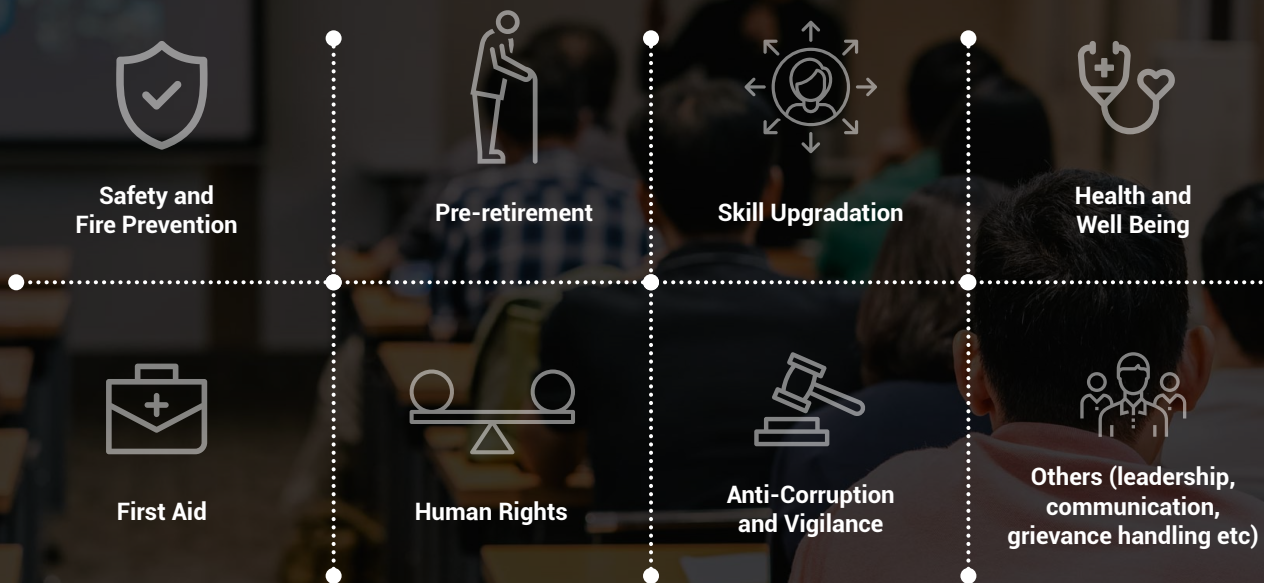 Safety and
Fire Prevention
Pre-retirement
Skill Upgradation
Health and
Well Being
First Aid
Human Rights
Anti-Corruption
and Vigilance
Others (leadership,
communication,
grievance handling etc)